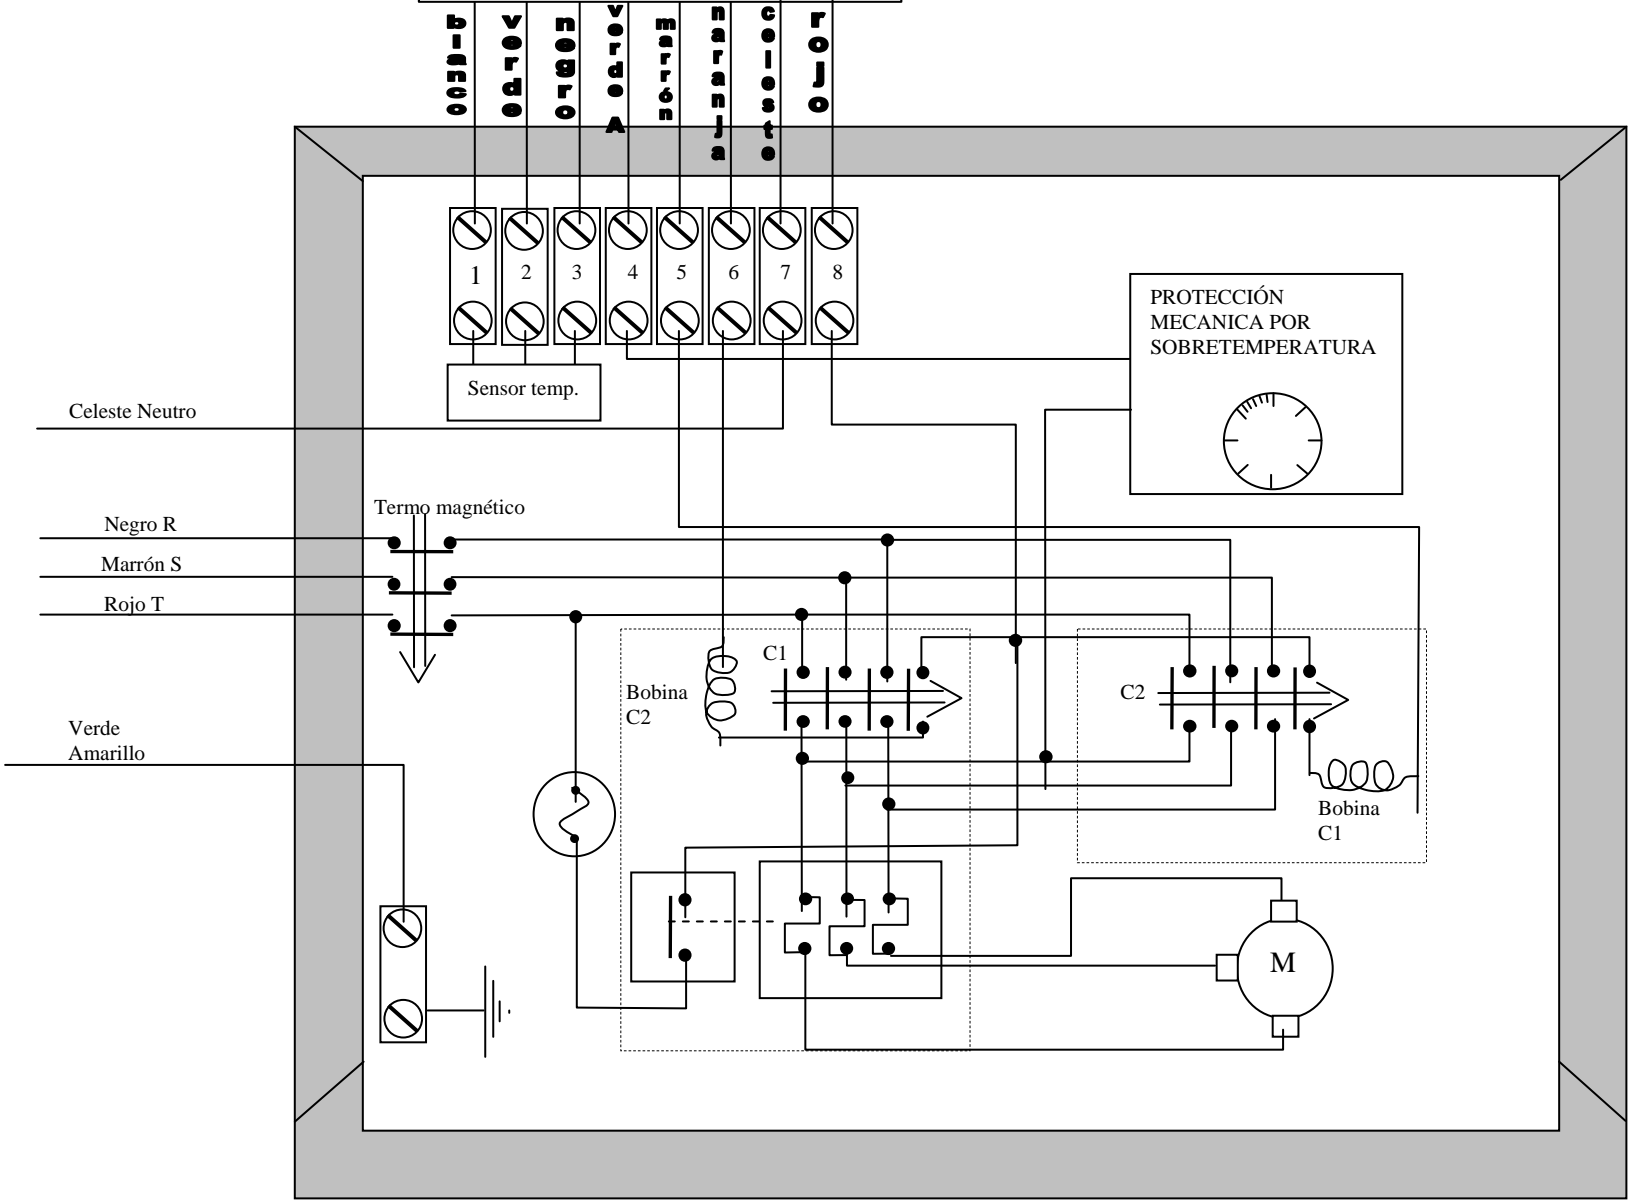 blanco
verde
negro
verde A
marrón
naranja
celeste
rojo
1 2 3 4 5 6 7 8
PROTECCIÓN
MECANICA POR
SOBRETEMPERATURA
Sensor temp.
Celeste Neutro
Termo magnético
Negro R
Marrón S
Rojo T
C1
Bobina
C2
C2
Verde
Amarillo
Bobina
C1
M